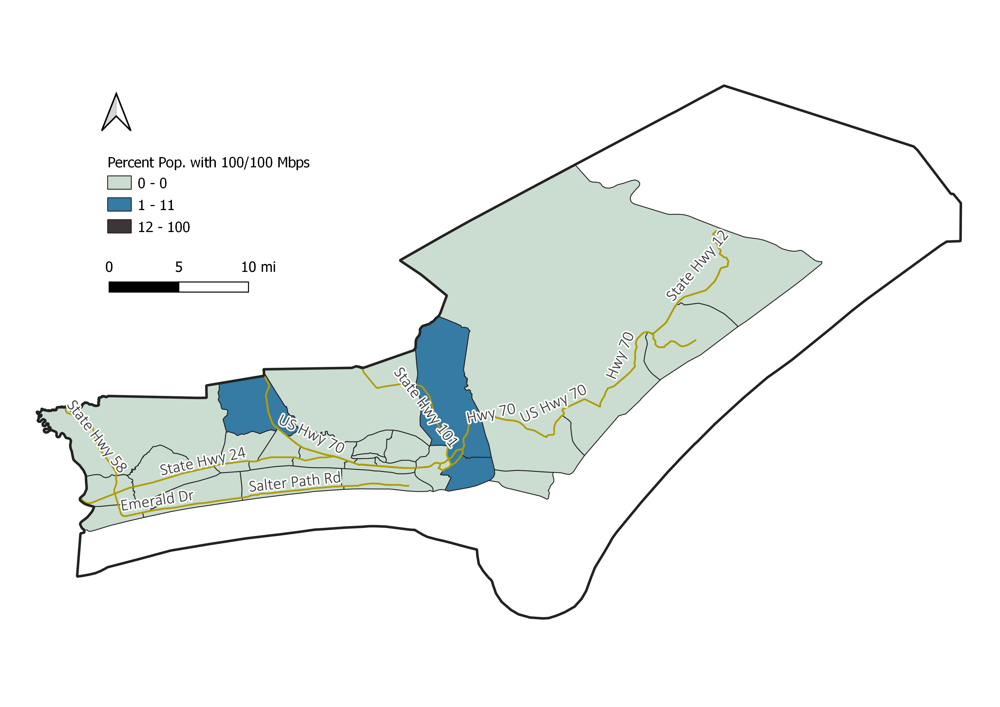 Percent Pop. with 100/100 Mbps
0 - 0
1 - 11
12 - 100
0 5 10 mi
State Hwy 12
Hwy 70
State Hwy 101
US Hwy 70
Hwy 70
State Hwy 58
US Hwy 70
State Hwy 24
Salter Path Rd
Emerald Dr